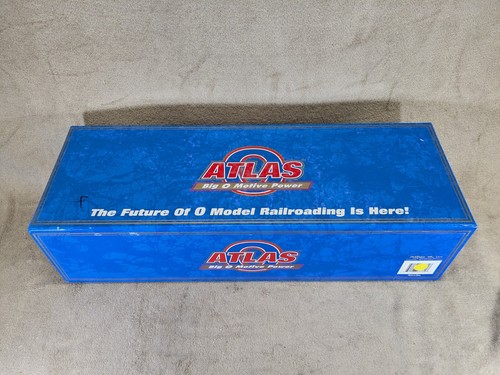 ATLAS
Big O Motive Power
F
The Future Of O Model Railroading Is Here!
ATLAS
Big O Motive Power